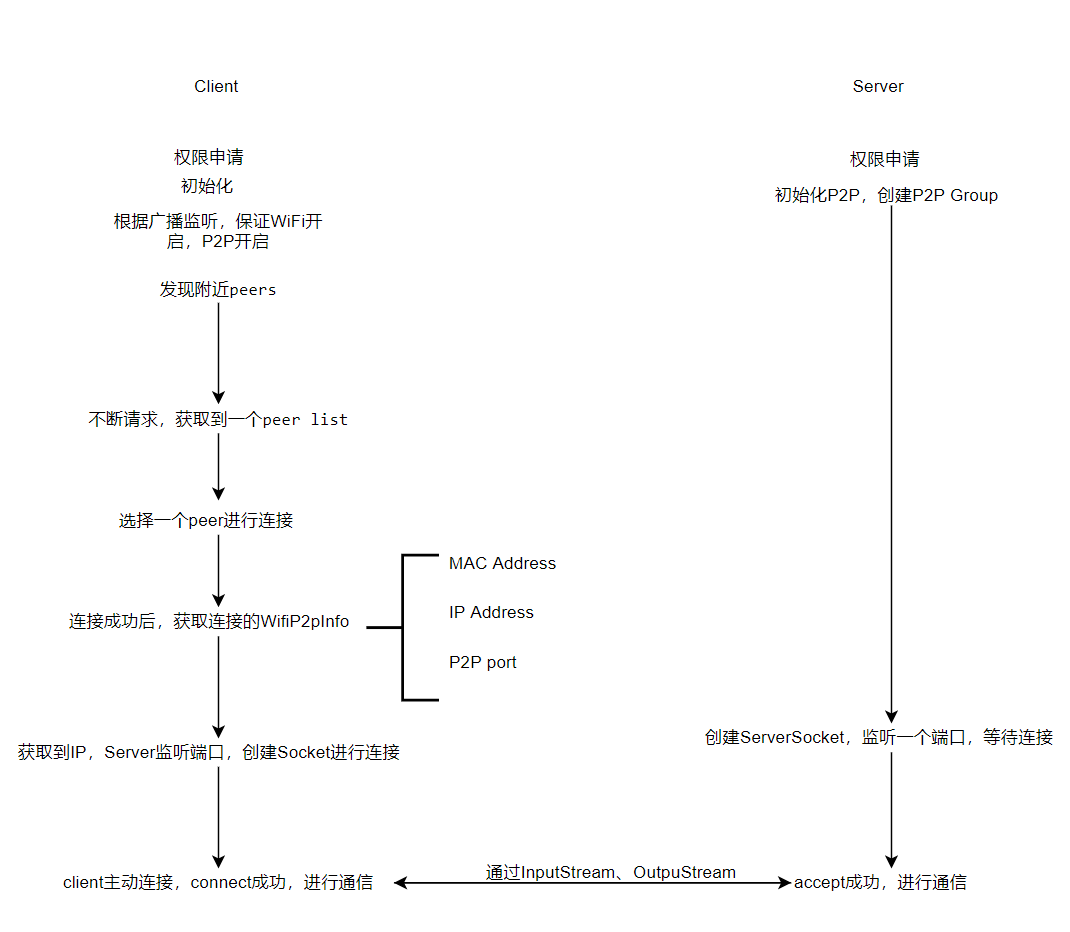 Client
Server
权限申请
权限申请
初始化
初始化P2P，创建P2P Group
根据广播监听，保证WiFi开
启，P2P开启
发现附近peers
不断请求，获取到一个peer list
选择一个peer进行连接
MAC Address
IP Address
连接成功后，获取连接的WifiP2pInfo
P2P port
创建ServerSocket，监听一个端口，等待连接
获取到IP，Server监听端口，创建Socket进行连接
通过InputStream、OutpuStream
client主动连接，connect成功，进行通信
accept成功，进行通信